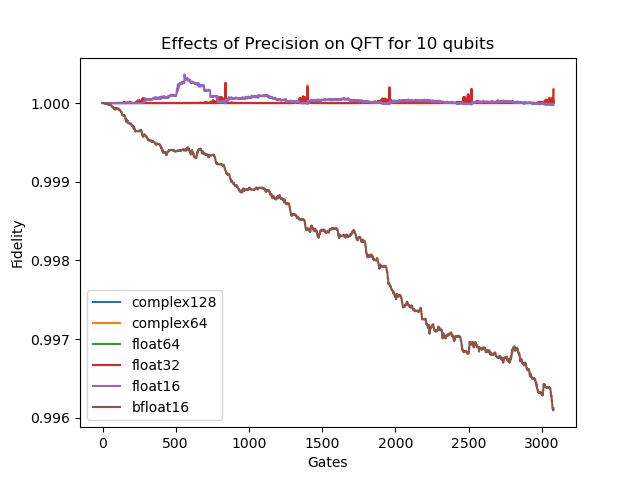 Effects of Precision on QFT for 10 qubits
Fidelity
1.000
0.999
0.998
0.997
0.996
complex128
complex64
float64
float32
float16
bfloat16
0 500 1000 1500 2000 2500 3000
Gates